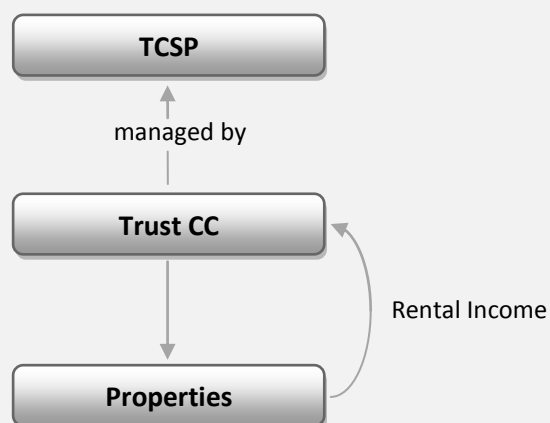 TCSP
managed by
Trust CC
Rental Income
Properties